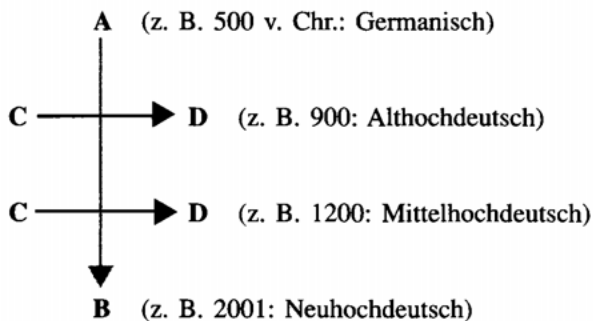 A (z. B. 500 v. Chr.: Germanisch)
C D (z. B. 900: Althochdeutsch)
C D (z. B. 1200: Mittelhochdeutsch)
B (z. B. 2001: Neuhochdeutsch)